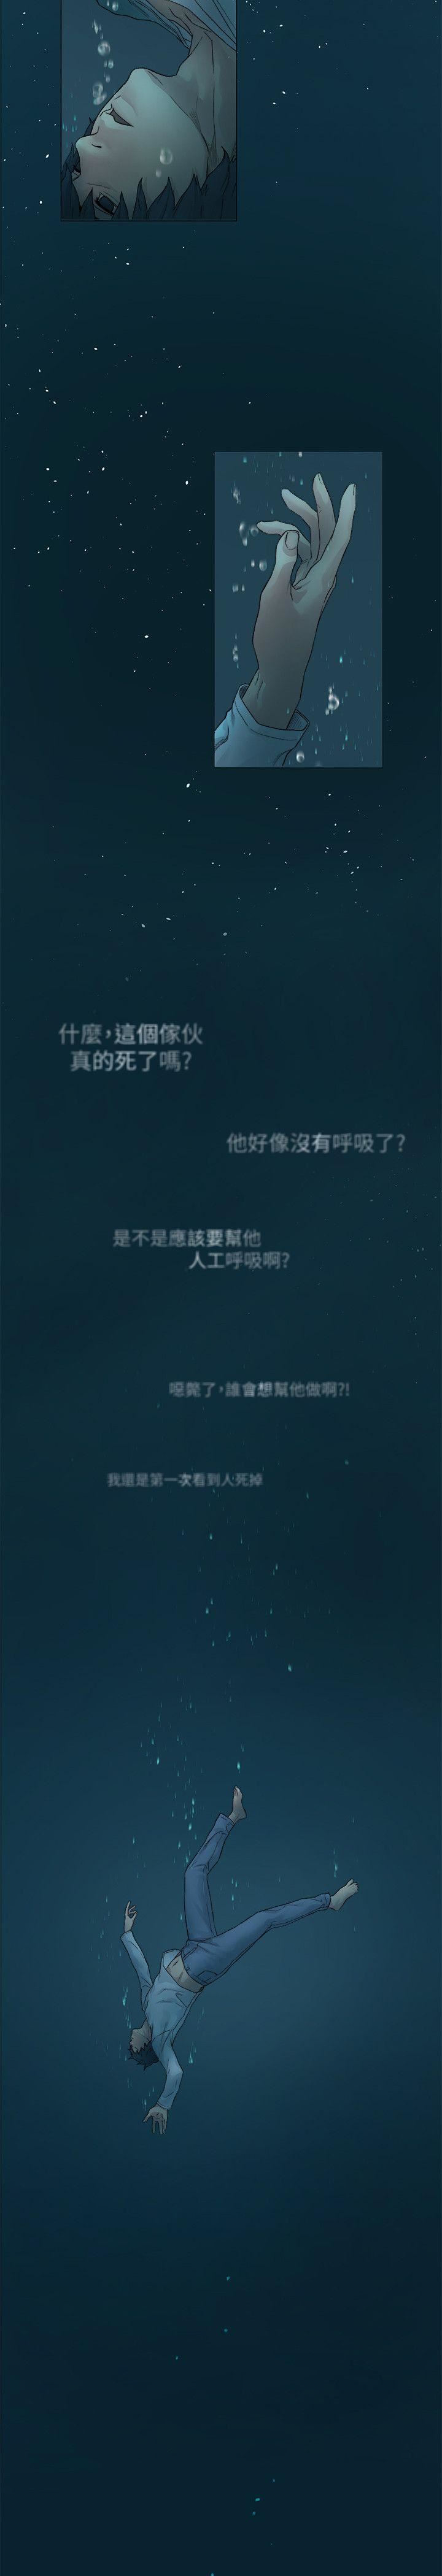 什麼，這個傢伙
真的死了嗎?
他好像沒有呼吸了?
是不是應該要幫他
人工呼吸啊?
噁斃了，誰會想幫他做啊?!
我還是第一次看到人死掉